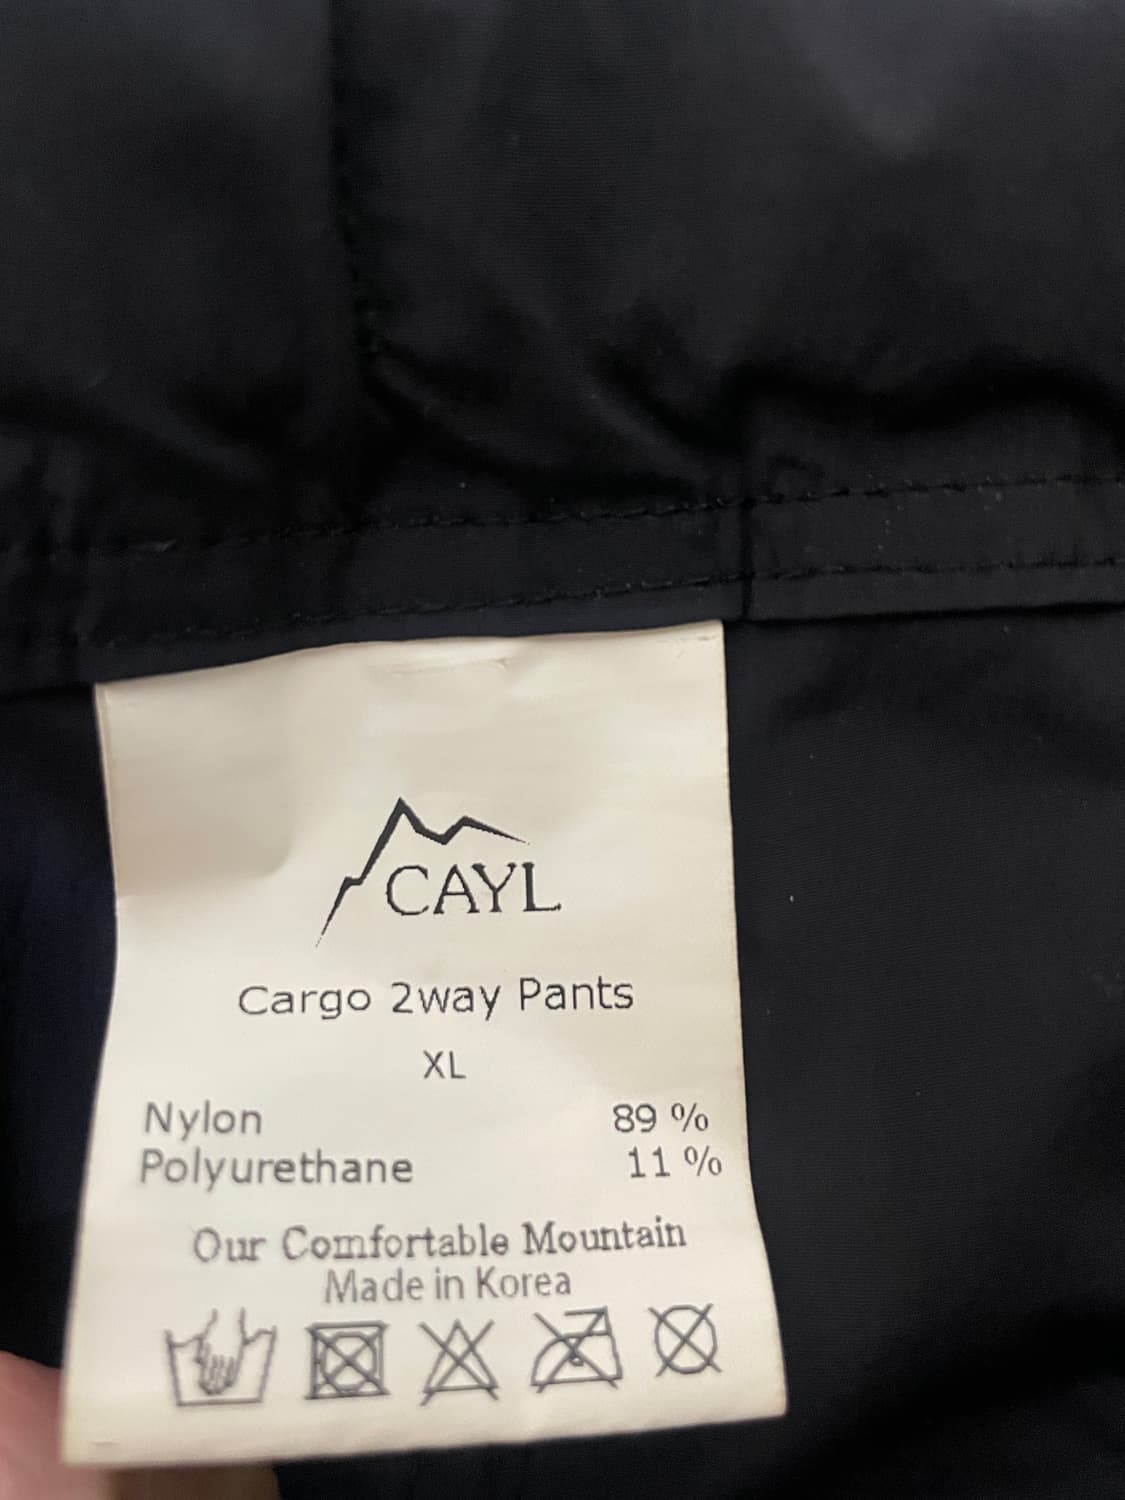 CAYL
Cargo 2way Pants
XL
Nylon 89 %
Polyurethane 11 %
Our Comfortable Mountain
Made in Korea